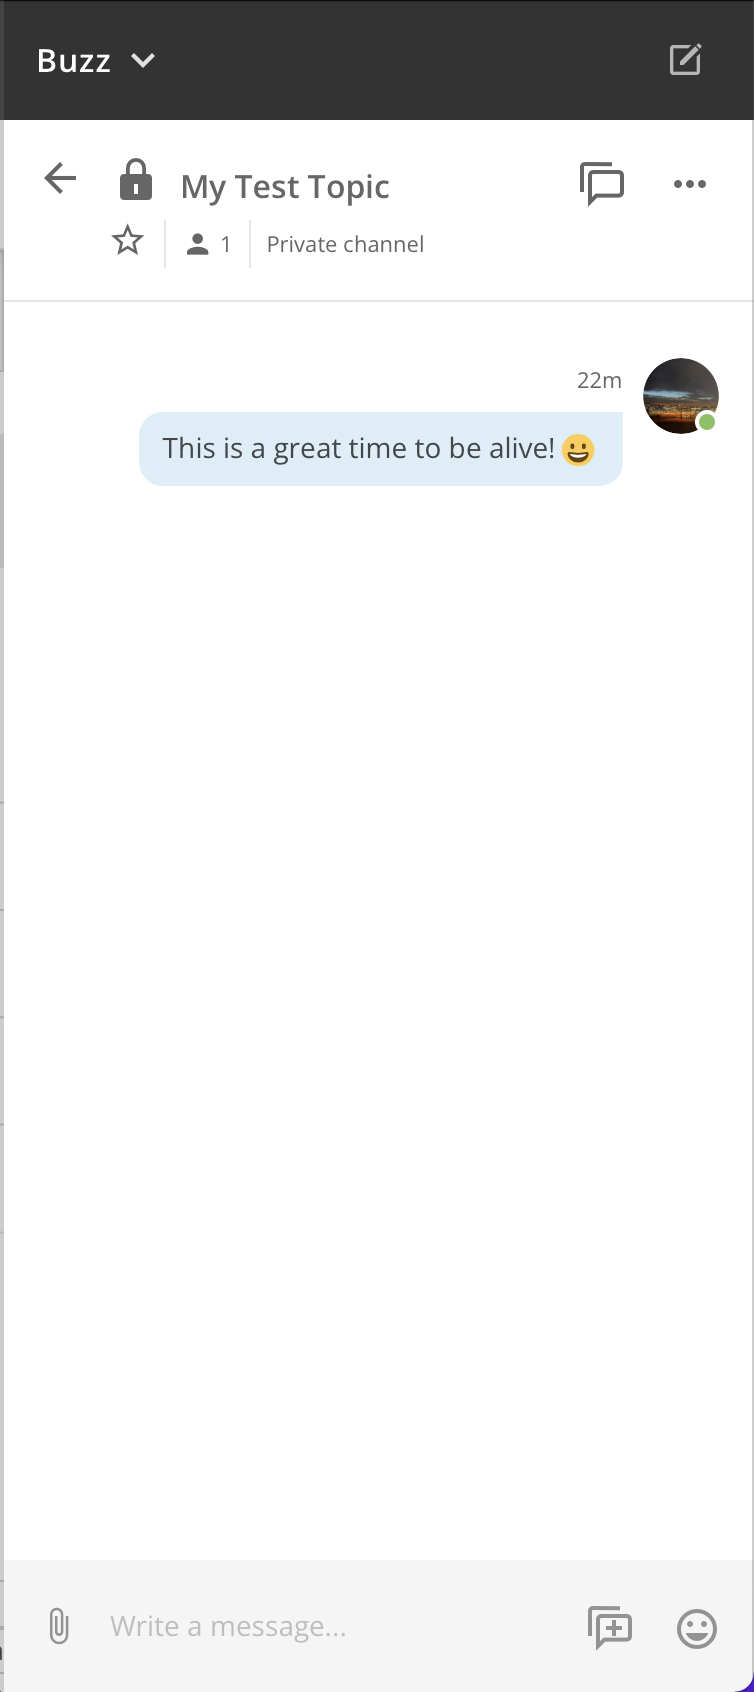 Buzz
My Test Topic
1 Private channel
22m
This is a great time to be alive! 😀
Write a message...